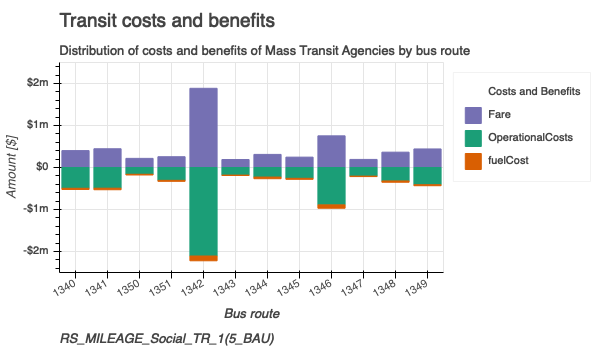 Transit costs and benefits
Distribution of costs and benefits of Mass Transit Agencies by bus route
Amount [$]
$2m
$1m
$0
-$1m
-$2m
1340 1341 1350 1351 1342 1343 1344 1345 1346 1347 1348 1349
Bus route
Costs and Benefits
Fare
OperationalCosts
fuelCost
RS_MILEAGE_Social_TR_1(5_BAU)